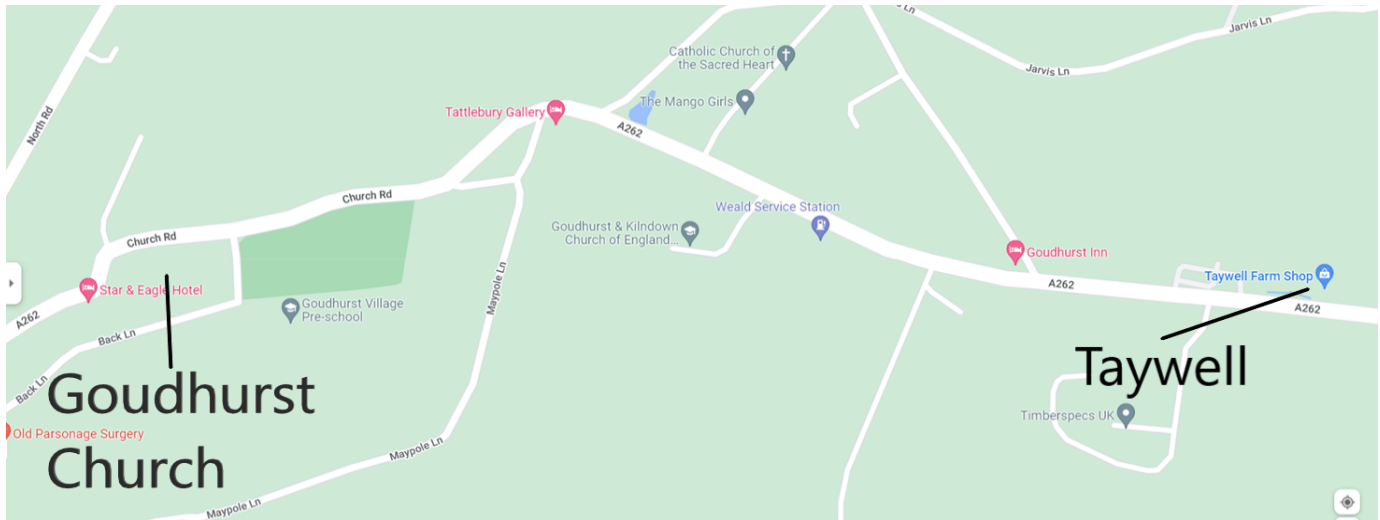 Ln
Jarvis Ln
Catholic Church of
the Sacred Heart
Jarvis Ln
North Rd
The Mango Girls
Tattlebury Gallery
A262
Church Rd
Weald Service Station
Goudhurst & Kilndown
Church of England...
Church Rd
Goudhurst Inn
Maypole Ln
Taywell Farm Shop
A262
Star & Eagle Hotel
Goudhurst Village
Pre-school
A262
A262
Back Ln
Taywell
Back Ln
Goudhurst
Church
Timberspecs UK
Old Parsonage Surgery
Maypole Ln
Maypole Ln